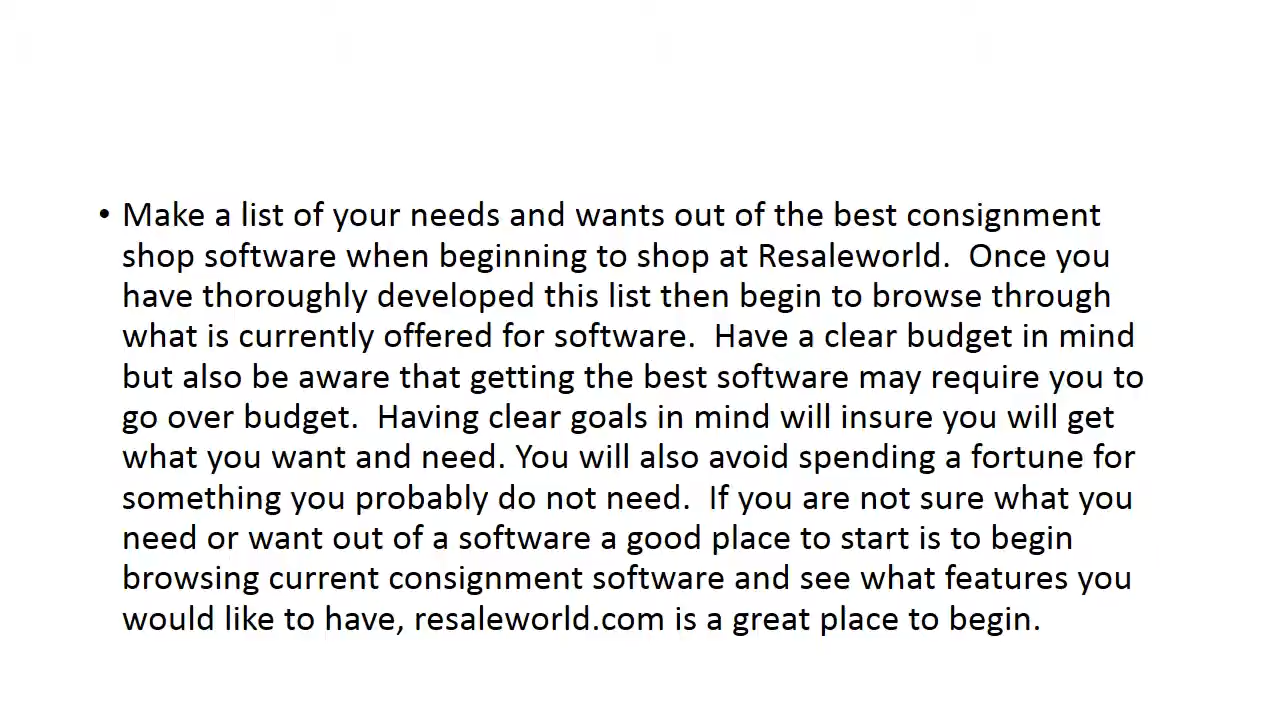 • Make a list of your needs and wants out of the best consignment
shop software when beginning to shop at Resaleworld.  Once you
have thoroughly developed this list then begin to browse through
what is currently offered for software.  Have a clear budget in mind
but also be aware that getting the best software may require you to
go over budget.  Having clear goals in mind will insure you will get
what you want and need. You will also avoid spending a fortune for
something you probably do not need.  If you are not sure what you
need or want out of a software a good place to start is to begin
browsing current consignment software and see what features you
would like to have, resaleworld.com is a great place to begin.